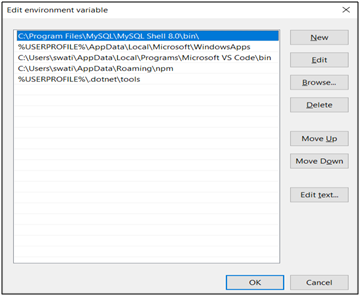 Edit environment variable
C:\Program Files\MySQL\MySQL Shell 8.0\bin\
%USERPROFILE%\AppData\Local\Microsoft\WindowsApps
C:\Users\swati\AppData\Local\Programs\Microsoft VS Code\bin
C:\Users\swati\AppData\Roaming\npm
%USERPROFILE%\.dotnet\tools
New
Edit
Browse...
Delete
Move Up
Move Down
Edit text...
OK
Cancel